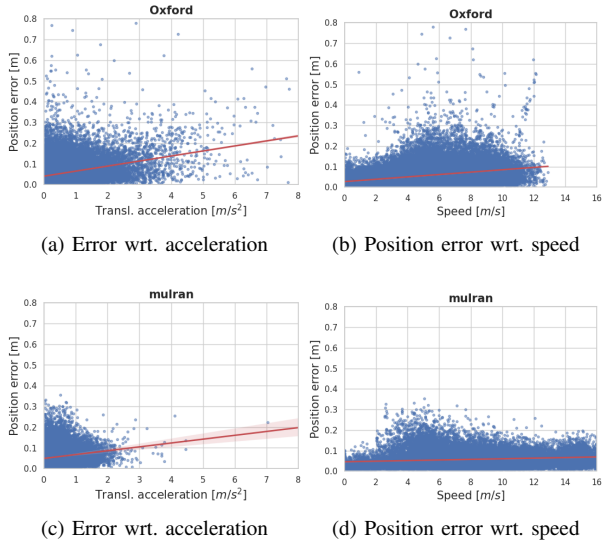 Oxford
Position error [m]
0.8
0.7
0.6
0.5
0.4
0.3
0.2
0.1
0.0
0 1 2 3 4 5 6 7 8
Transl. acceleration [m/s²]
(a) Error wrt. acceleration
Oxford
Position error [m]
0.8
0.7
0.6
0.5
0.4
0.3
0.2
0.1
0.0
0 2 4 6 8 10 12 14 16
Speed [m/s]
(b) Position error wrt. speed
mulran
Position error [m]
0.8
0.7
0.6
0.5
0.4
0.3
0.2
0.1
0.0
0 1 2 3 4 5 6 7 8
Transl. acceleration [m/s²]
(c) Error wrt. acceleration
mulran
Position error [m]
0.8
0.7
0.6
0.5
0.4
0.3
0.2
0.1
0.0
0 2 4 6 8 10 12 14 16
Speed [m/s]
(d) Position error wrt. speed